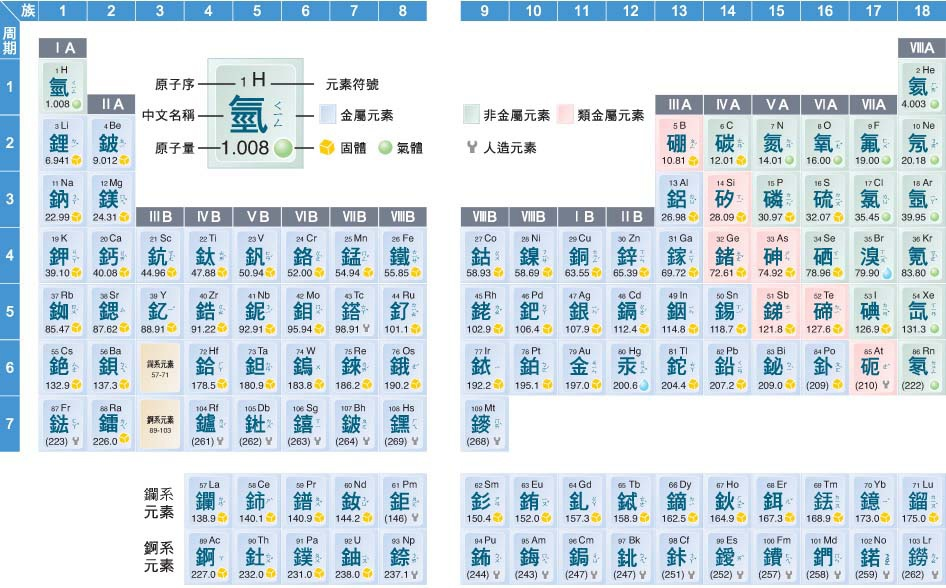 族 1 2 3 4 5 6 7 8 9 10 11 12 13 14 15 16 17 18
周期
I A
VIIIA
1
1 H
2 He
氫
氦
1.008
4.003
II A
III A IV A V A VI A VII A
原子序 1 H 元素符號
中文名稱 氫 ㄑㄧㄥ 金屬元素 非金屬元素 類金屬元素
原子量 1.008 固體 氣體 人造元素
2
3 Li 4 Be 5 B 6 C 7 N 8 O 9 F 10 Ne
鋰 鈹 硼 碳 氮 氧 氟 氖
6.941 9.012 10.81 12.01 14.01 16.00 19.00 20.18
3
11 Na 12 Mg 13 Al 14 Si 15 P 16 S 17 Cl 18 Ar
鈉 鎂 鋁 矽 磷 硫 氯 氬
22.99 24.31 26.98 28.09 30.97 32.07 35.45 39.95
III B IV B V B VI B VII B VIII B VIII B VIII B I B II B
4
19 K 20 Ca 21 Sc 22 Ti 23 V 24 Cr 25 Mn 26 Fe 27 Co 28 Ni 29 Cu 30 Zn 31 Ga 32 Ge 33 As 34 Se 35 Br 36 Kr
鉀 鈣 鈧 鈦 釩 鉻 錳 鐵 鈷 鎳 銅 鋅 鎵 鍺 砷 硒 溴 氪
39.10 40.08 44.96 47.88 50.94 52.00 54.94 55.85 58.93 58.69 63.55 65.39 69.72 72.61 74.92 78.96 79.90 83.80
5
37 Rb 38 Sr 39 Y 40 Zr 41 Nb 42 Mo 43 Tc 44 Ru 45 Rh 46 Pd 47 Ag 48 Cd 49 In 50 Sn 51 Sb 52 Te 53 I 54 Xe
銣 鍶 釔 鋯 鈮 鉬 鎝 釕 銠 鈀 銀 鎘 銦 錫 銻 碲 碘 氙
85.47 87.62 88.91 91.22 92.91 95.94 98.91 101.1 102.9 106.4 107.9 112.4 114.8 118.7 121.8 127.6 126.9 131.3
6
55 Cs 56 Ba 72 Hf 73 Ta 74 W 75 Re 76 Os 77 Ir 78 Pt 79 Au 80 Hg 81 Tl 82 Pb 83 Bi 84 Po 85 At 86 Rn
銫 鋇 鑭系元素 鉿 鉭 鎢 錸 鋨 銥 鉑 金 汞 鉈 鉛 鉍 釙 砈 氡
132.9 137.3 57-71 178.5 180.9 183.8 186.2 190.2 192.2 195.1 197.0 200.6 204.4 207.2 209.0 (209) (210) (222)
7
87 Fr 88 Ra 104 Rf 105 Db 106 Sg 107 Bh 108 Hs 109 Mt
鍅 鐳 錒系元素 鑪 𨧀 𨭎 𨨏 𨭆 䥑
(223) 226.0 89-103 (261) (262) (263) (264) (269) (268)
鑭系元素
57 La 58 Ce 59 Pr 60 Nd 61 Pm 62 Sm 63 Eu 64 Gd 65 Tb 66 Dy 67 Ho 68 Er 69 Tm 70 Yb 71 Lu
鑭 鈰 鐠 釹 鉕 釤 銪 釓 鋱 鏑 鈥 鉺 銩 鐿 鎦
138.9 140.1 140.9 144.2 (146) 150.4 152.0 157.3 158.9 162.5 164.9 167.3 168.9 173.0 175.0
錒系元素
89 Ac 90 Th 91 Pa 92 U 93 Np 94 Pu 95 Am 96 Cm 97 Bk 98 Cf 99 Es 100 Fm 101 Md 102 No 103 Lr
錒 釷 鏷 鈾 錼 鈽 鋂 鋦 鉳 鉲 鑀 鐨 鍆 鍩 鐒
227.0 232.0 231.0 238.0 237.1 (244) (243) (247) (247) (251) (252) (257) (258) (259) (262)